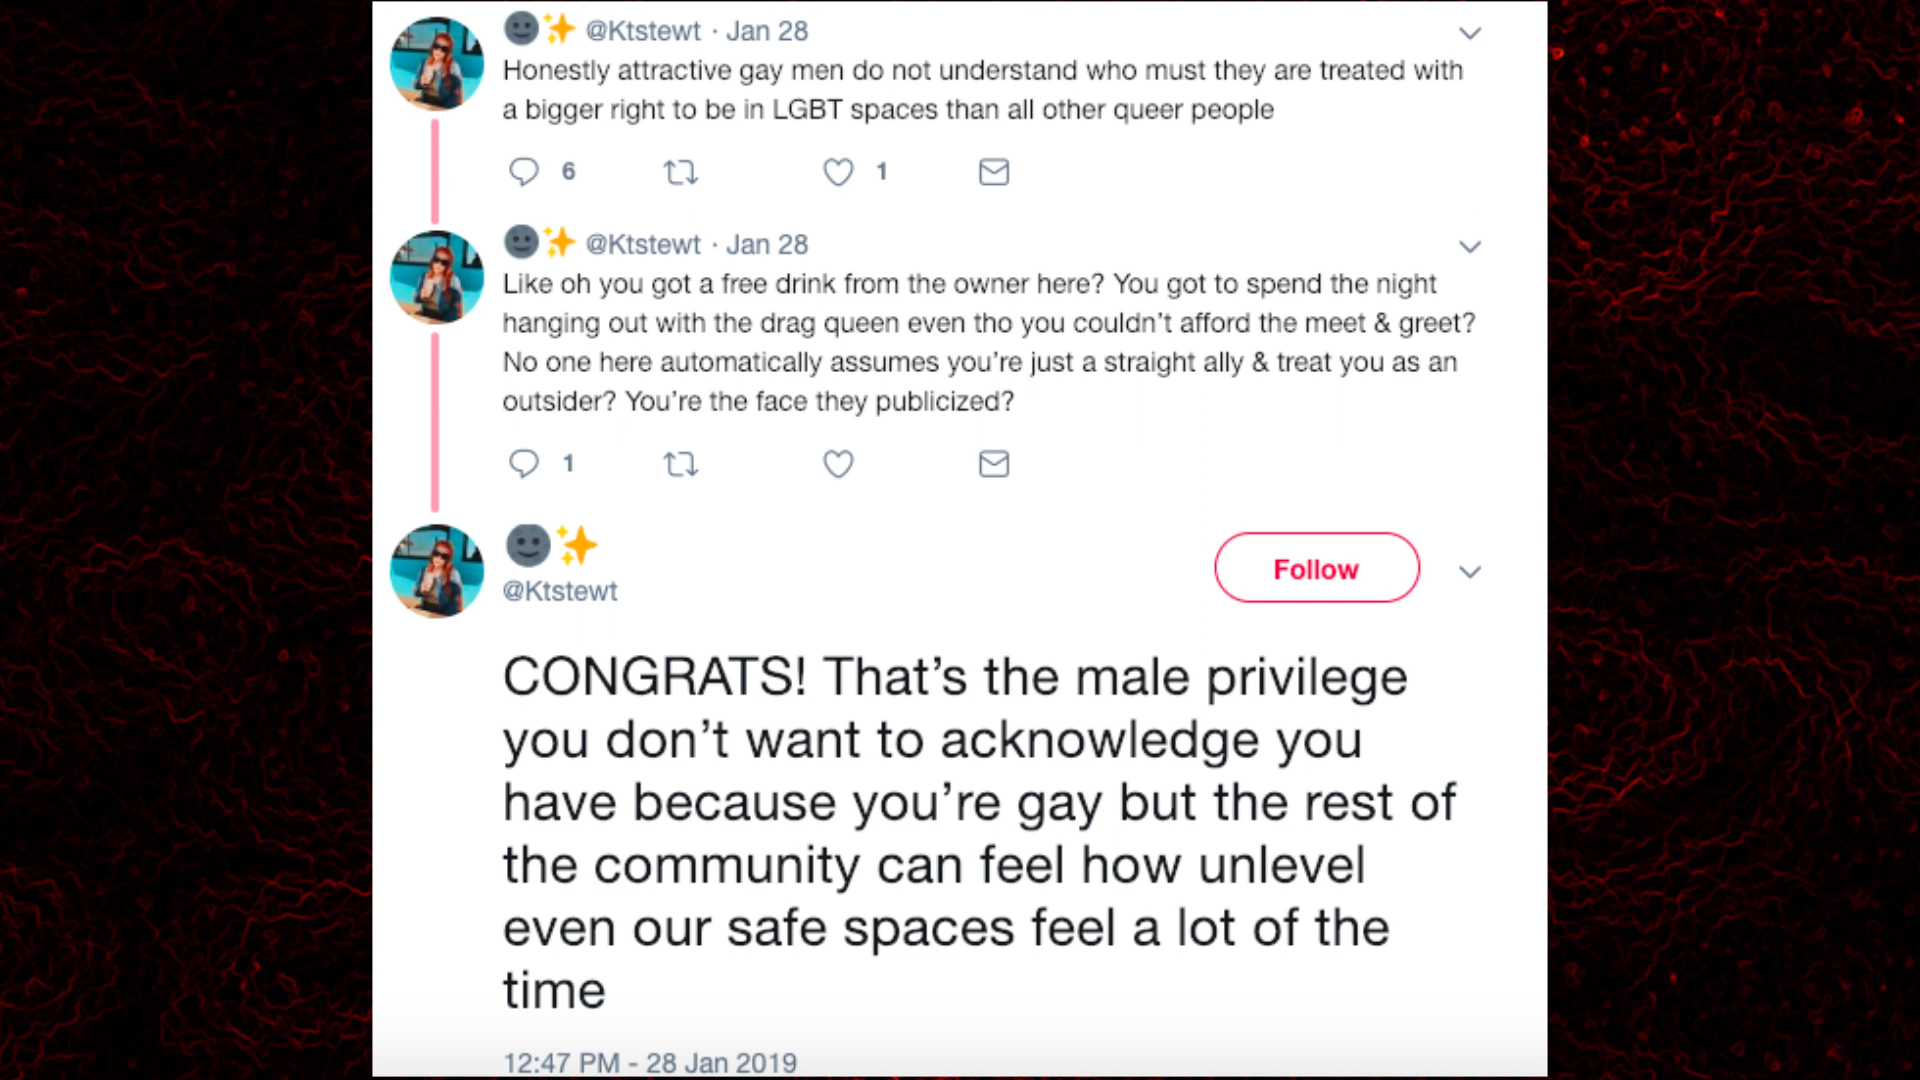 @Ktstewt · Jan 28
Honestly attractive gay men do not understand who must they are treated with
a bigger right to be in LGBT spaces than all other queer people
6 1
@Ktstewt · Jan 28
Like oh you got a free drink from the owner here? You got to spend the night
hanging out with the drag queen even tho you couldn’t afford the meet & greet?
No one here automatically assumes you’re just a straight ally & treat you as an
outsider? You’re the face they publicized?
1
Follow
@Ktstewt
CONGRATS! That’s the male privilege
you don’t want to acknowledge you
have because you’re gay but the rest of
the community can feel how unlevel
even our safe spaces feel a lot of the
time
12:47 PM - 28 Jan 2019